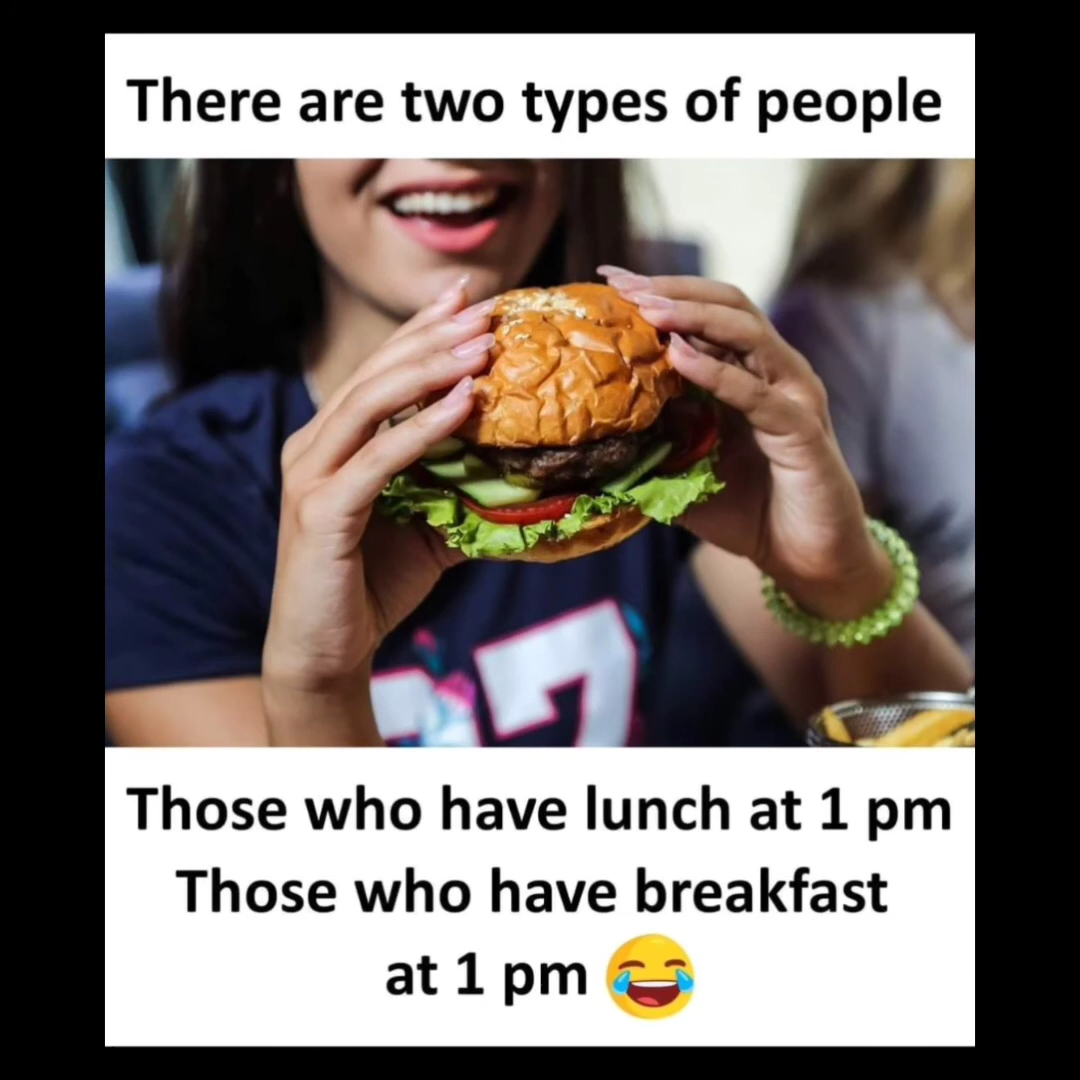 There are two types of people
Those who have lunch at 1 pm
Those who have breakfast
at 1 pm 😂